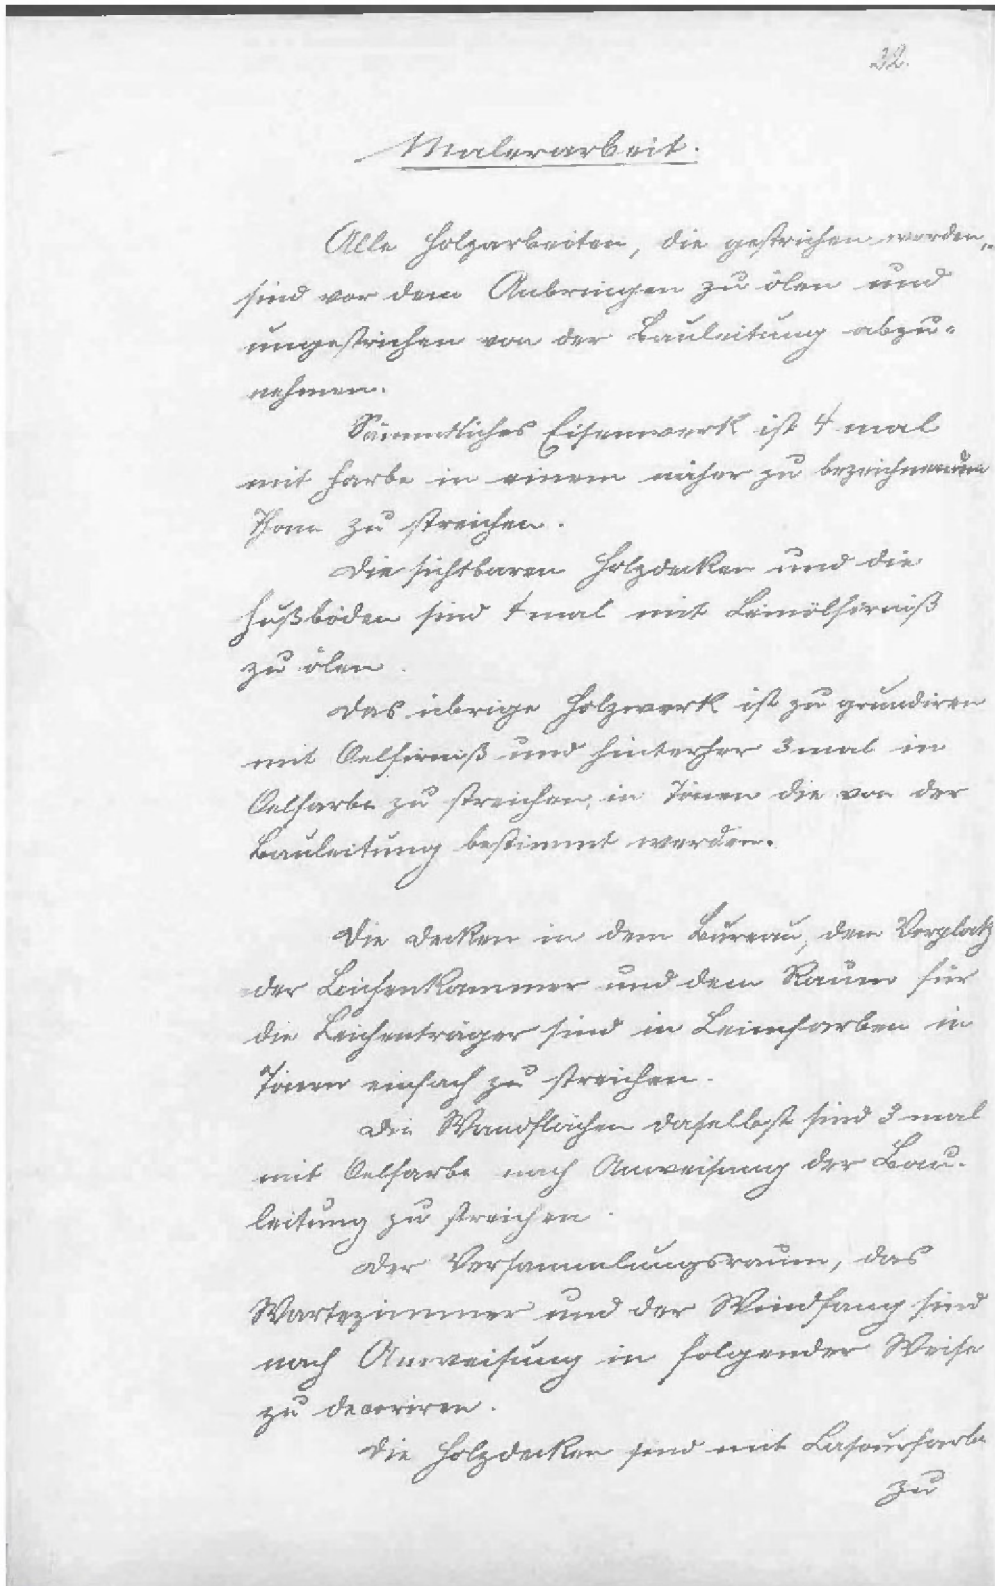 22.
Malerarbeit.
Alle Holzarbeiten, die gestrichen werden,
sind vor dem Anbringen zu ölen und
ungestrichen von der Bauleitung abzu-
nehmen.
Sämmtliches Eisenwerk ist 4 mal
mit Farbe in einem näher zu bezeichnenden
Thone zu streichen.
Die sichtbaren Holzdecken und die
Fußböden sind 4 mal mit Leinölfirniß
zu ölen.
Das übrige Holzwerk ist zu grundiren
mit Oelfirniß und hinterher 3 mal in
Oelfarbe zu streichen, in Tönen die von der
Bauleitung bestimmt werden.
Die Decken in dem Bureau, dem Vorplatz
der Leichenkammer und dem Raum für
die Leichenträger sind in Leimfarben in
Tönen einfach zu streichen.
Die Wandflächen daselbst sind 3 mal
mit Oelfarbe nach Anweisung der Bau-
leitung zu streichen.
Der Versammlungsraum, das
Wartezimmer und der Windfang sind
nach Anweisung in folgender Weise
zu decoriren.
Die Holzdecken sind mit Lasurfarbe
zu